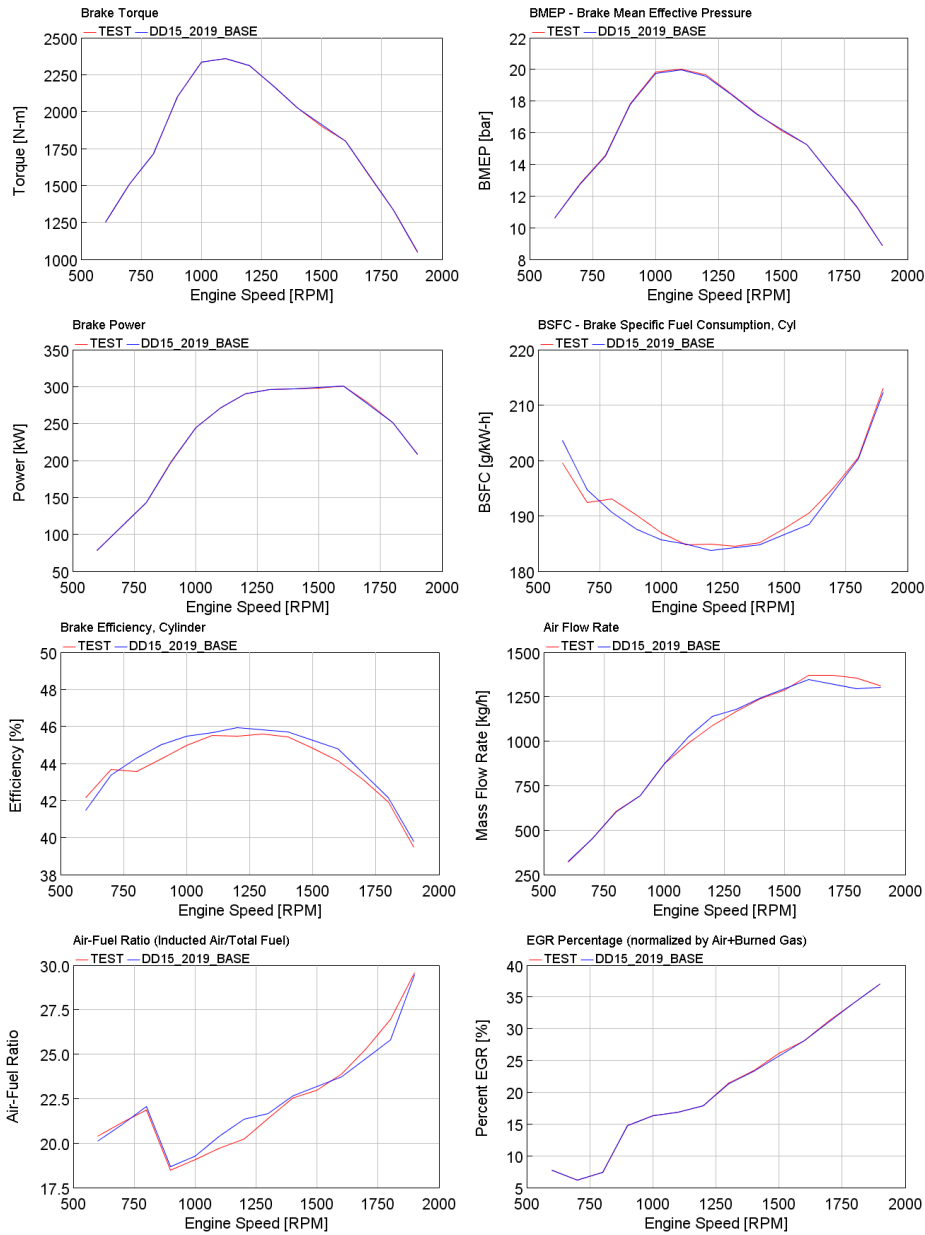 Brake Torque
TEST DD15_2019_BASE
2500
2250
2000
1750
1500
1250
1000
Torque [N-m]
500 750 1000 1250 1500 1750 2000
Engine Speed [RPM]
BMEP - Brake Mean Effective Pressure
TEST DD15_2019_BASE
22
20
18
16
14
12
10
8
BMEP [bar]
500 750 1000 1250 1500 1750 2000
Engine Speed [RPM]
Brake Power
TEST DD15_2019_BASE
350
300
250
200
150
100
50
Power [kW]
500 750 1000 1250 1500 1750 2000
Engine Speed [RPM]
BSFC - Brake Specific Fuel Consumption, Cyl
TEST DD15_2019_BASE
220
210
200
190
180
BSFC [g/kW-h]
500 750 1000 1250 1500 1750 2000
Engine Speed [RPM]
Brake Efficiency, Cylinder
TEST DD15_2019_BASE
50
48
46
44
42
40
38
Efficiency [%]
500 750 1000 1250 1500 1750 2000
Engine Speed [RPM]
Air Flow Rate
TEST DD15_2019_BASE
1500
1250
1000
750
500
250
Mass Flow Rate [kg/h]
500 750 1000 1250 1500 1750 2000
Engine Speed [RPM]
Air-Fuel Ratio (Inducted Air/Total Fuel)
TEST DD15_2019_BASE
30.0
27.5
25.0
22.5
20.0
17.5
Air-Fuel Ratio
500 750 1000 1250 1500 1750 2000
Engine Speed [RPM]
EGR Percentage (normalized by Air+Burned Gas)
TEST DD15_2019_BASE
40
35
30
25
20
15
10
5
Percent EGR [%]
500 750 1000 1250 1500 1750 2000
Engine Speed [RPM]